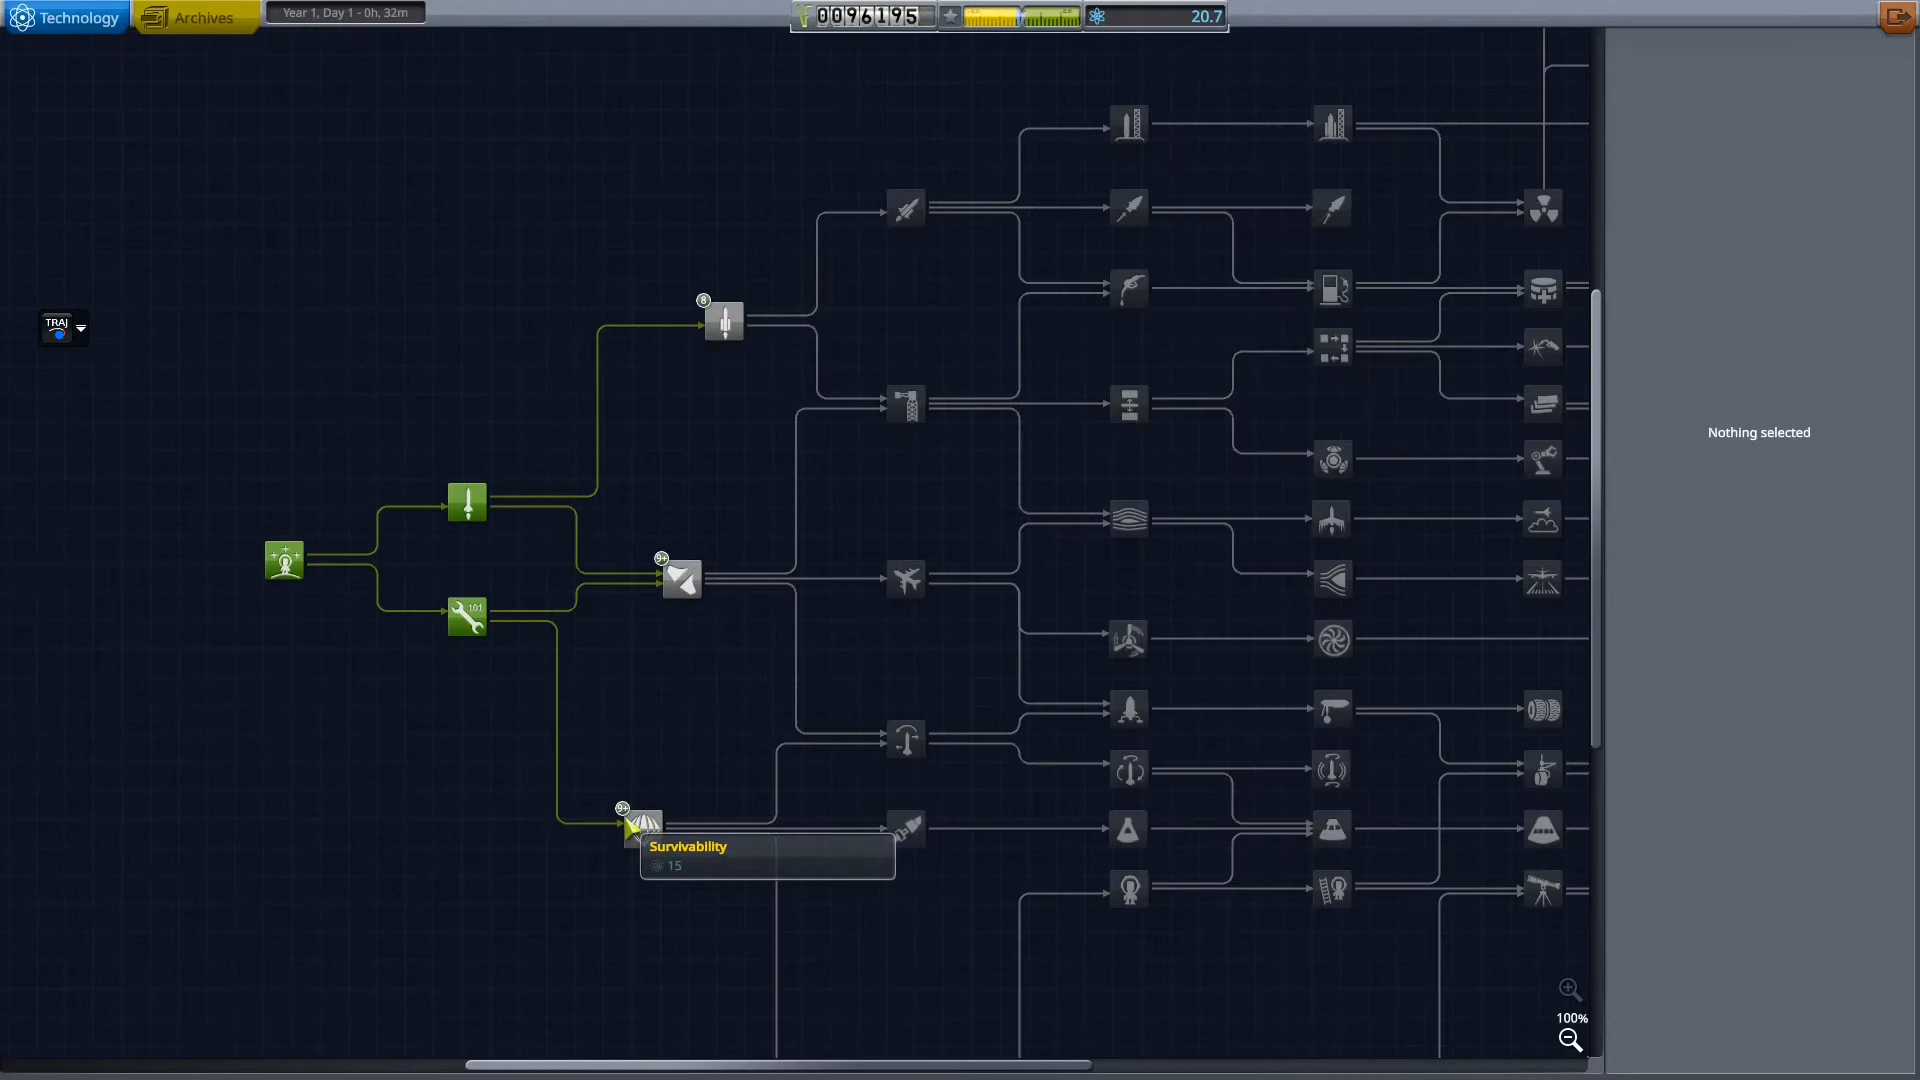 Technology
Archives
Year 1, Day 1 - 0h, 32m
0096195
20.7
TRAJ
8
101
9+
9+
Survivability
15
Nothing selected
100%